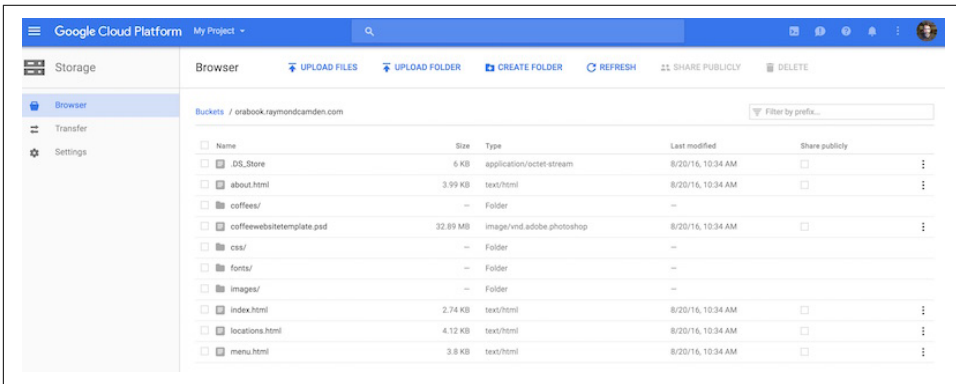 Google Cloud Platform My Project
Storage Browser UPLOAD FILES UPLOAD FOLDER CREATE FOLDER REFRESH SHARE PUBLICLY DELETE
Browser
Transfer
Settings
Buckets / orabook.raymondcamden.com Filter by prefix...
Name Size Type Last modified Share publicly
.DS_Store 6 KB application/octet-stream 8/20/16, 10:34 AM
about.html 3.99 KB text/html 8/20/16, 10:34 AM
coffees/ — Folder —
coffeewebsitetemplate.psd 32.89 MB image/vnd.adobe.photoshop 8/20/16, 10:34 AM
css/ — Folder —
fonts/ — Folder —
images/ — Folder —
index.html 2.74 KB text/html 8/20/16, 10:34 AM
locations.html 4.12 KB text/html 8/20/16, 10:34 AM
menu.html 3.8 KB text/html 8/20/16, 10:34 AM